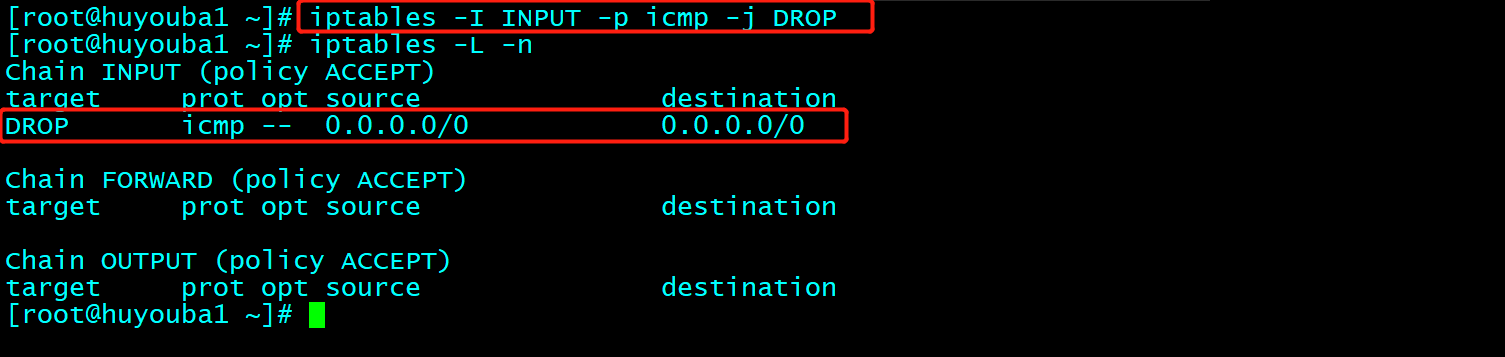 [root@huyouba1 ~]# iptables -I INPUT -p icmp -j DROP
[root@huyouba1 ~]# iptables -L -n
Chain INPUT (policy ACCEPT)
target     prot opt source               destination
DROP       icmp --  0.0.0.0/0            0.0.0.0/0
Chain FORWARD (policy ACCEPT)
target     prot opt source               destination
Chain OUTPUT (policy ACCEPT)
target     prot opt source               destination
[root@huyouba1 ~]#